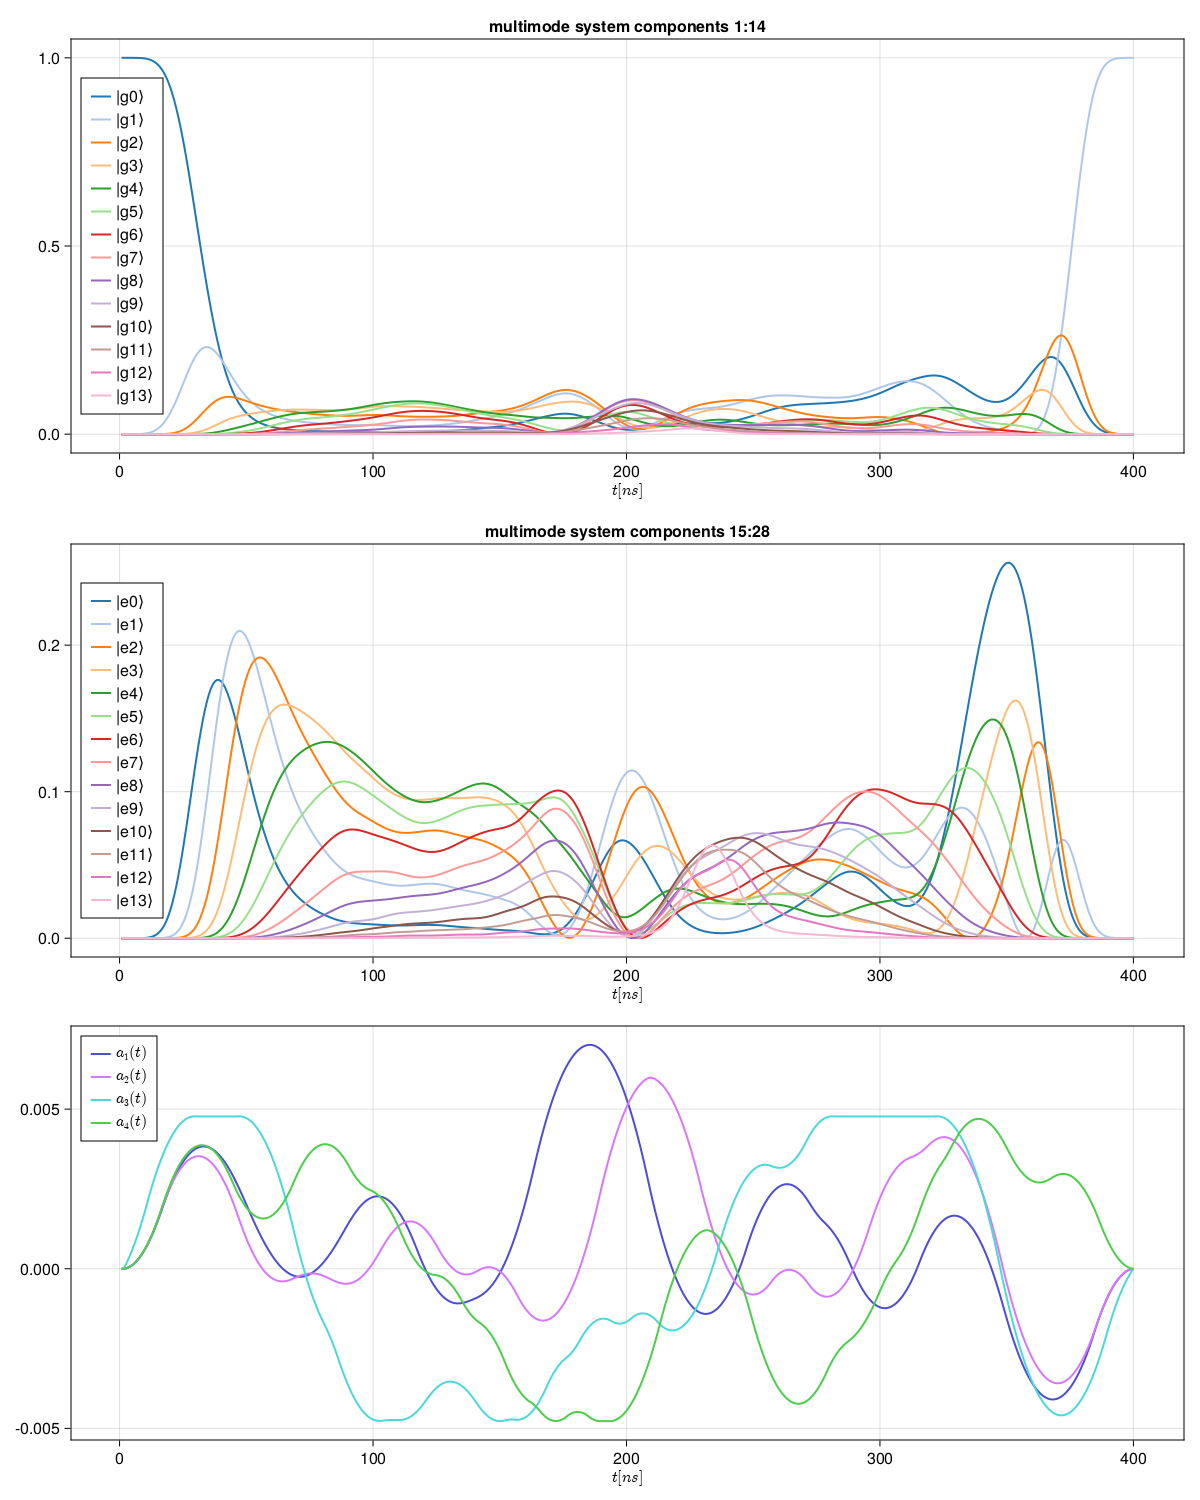 multimode system components 1:14
1.0
0.5
0.0
|g0⟩
|g1⟩
|g2⟩
|g3⟩
|g4⟩
|g5⟩
|g6⟩
|g7⟩
|g8⟩
|g9⟩
|g10⟩
|g11⟩
|g12⟩
|g13⟩
0 100 200 300 400
t[ns]
multimode system components 15:28
0.2
0.1
0.0
|e0⟩
|e1⟩
|e2⟩
|e3⟩
|e4⟩
|e5⟩
|e6⟩
|e7⟩
|e8⟩
|e9⟩
|e10⟩
|e11⟩
|e12⟩
|e13⟩
0 100 200 300 400
t[ns]
0.005
0.000
-0.005
a₁(t)
a₂(t)
a₃(t)
a₄(t)
0 100 200 300 400
t[ns]